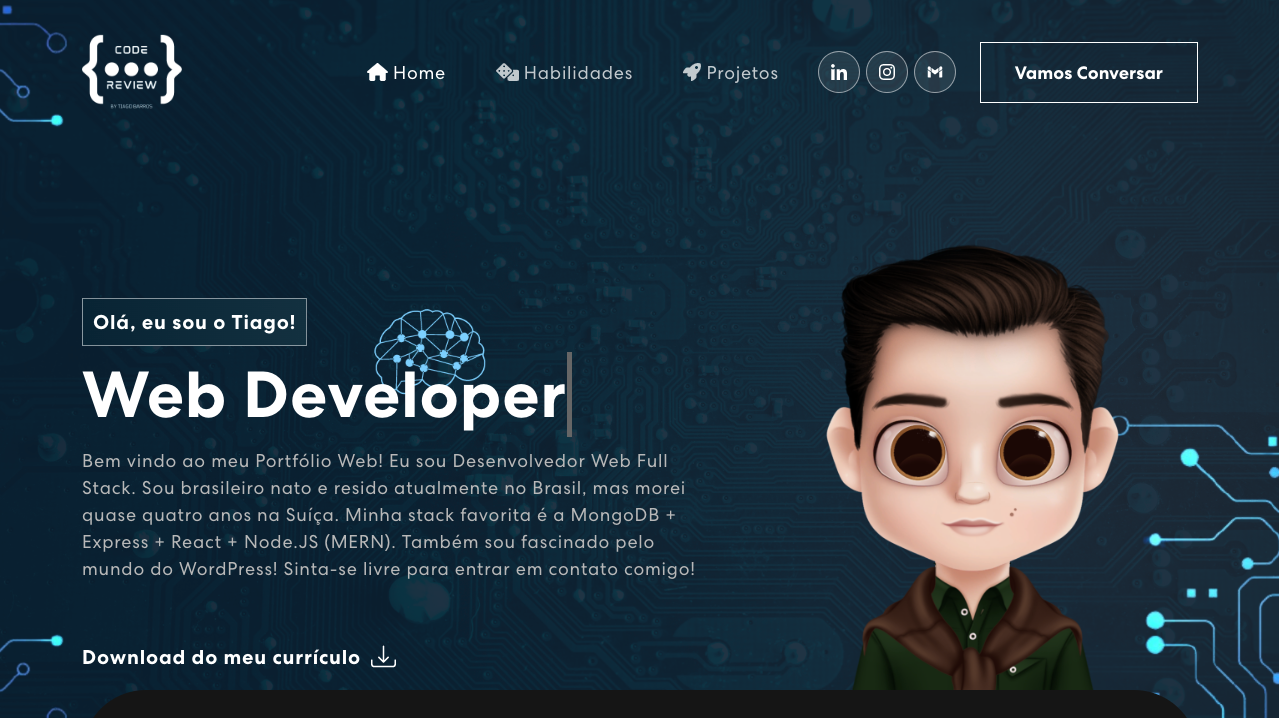 CODE
REVIEW
BY TIAGO BARROS
Home
Habilidades
Projetos
in
Vamos Conversar
Olá, eu sou o Tiago!
Web Developer
Bem vindo ao meu Portfólio Web! Eu sou Desenvolvedor Web Full
Stack. Sou brasileiro nato e resido atualmente no Brasil, mas morei
quase quatro anos na Suíça. Minha stack favorita é a MongoDB +
Express + React + Node.JS (MERN). Também sou fascinado pelo
mundo do WordPress! Sinta-se livre para entrar em contato comigo!
Download do meu currículo